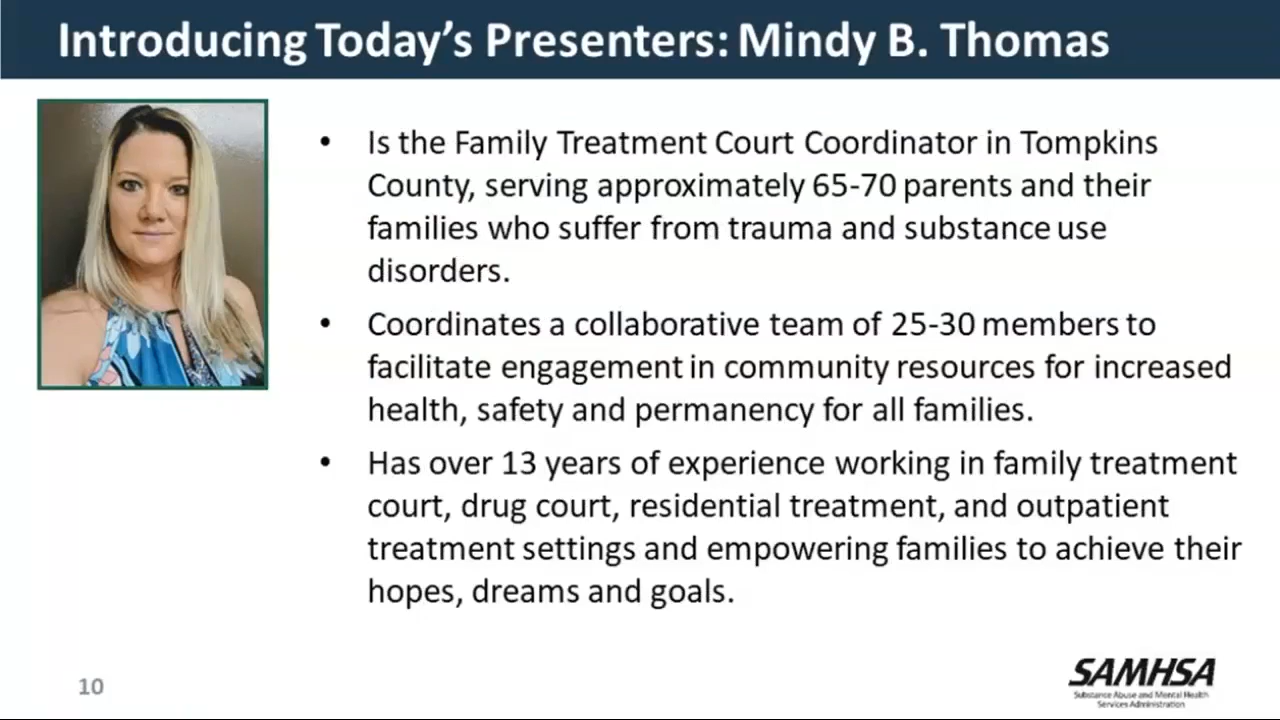 Introducing Today's Presenters: Mindy B. Thomas
• Is the Family Treatment Court Coordinator in Tompkins
County, serving approximately 65-70 parents and their
families who suffer from trauma and substance use
disorders.
• Coordinates a collaborative team of 25-30 members to
facilitate engagement in community resources for increased
health, safety and permanency for all families.
• Has over 13 years of experience working in family treatment
court, drug court, residential treatment, and outpatient
treatment settings and empowering families to achieve their
hopes, dreams and goals.
10
SAMHSA
Substance Abuse and Mental Health
Services Administration